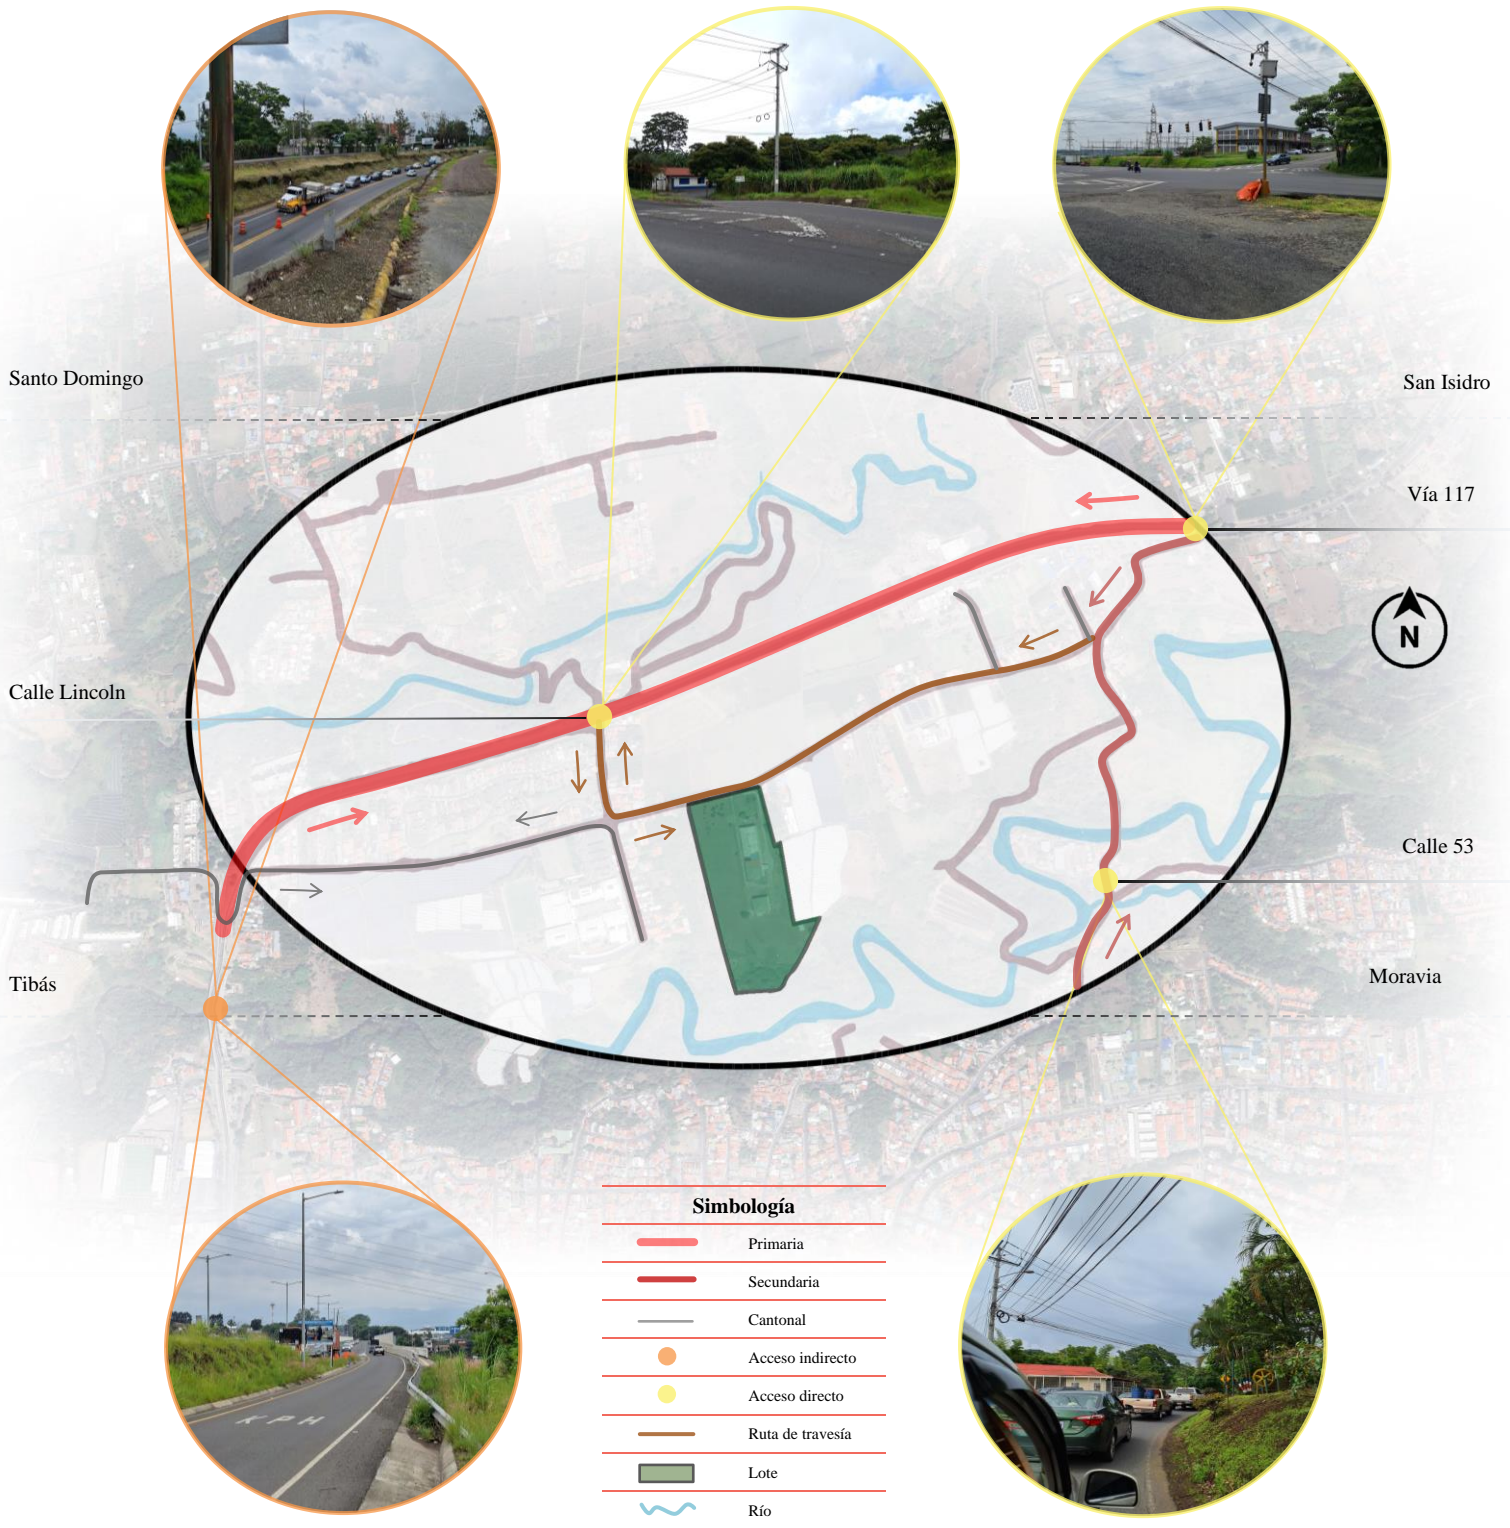 Santo Domingo
San Isidro
Vía 117
N
Calle Lincoln
Calle 53
Tibás
Moravia
KPH
Simbología
Primaria
Secundaria
Cantonal
Acceso indirecto
Acceso directo
Ruta de travesía
Lote
Río